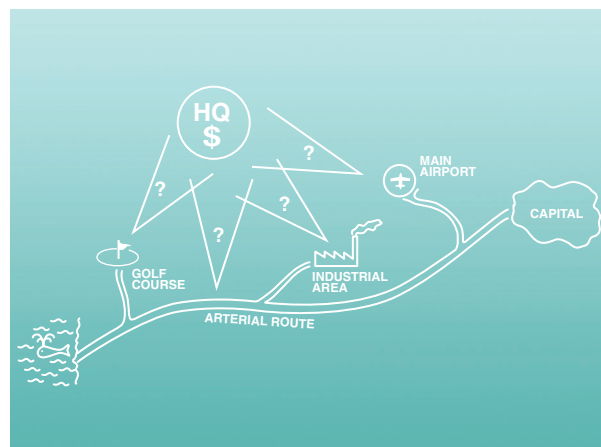 HQ
$
?
?
?
?
MAIN
AIRPORT
CAPITAL
GOLF
COURSE
INDUSTRIAL
AREA
ARTERIAL ROUTE